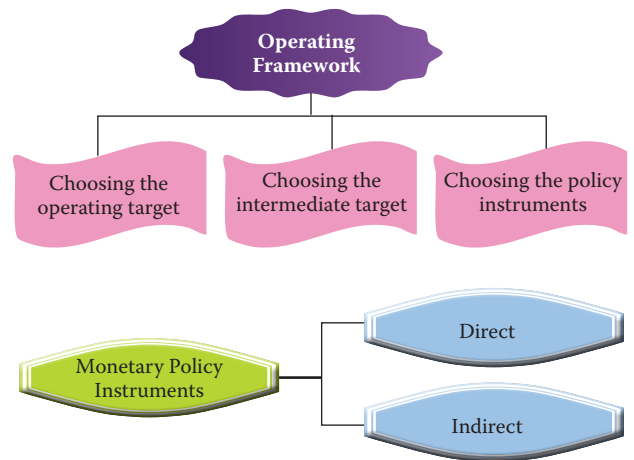 Operating
Framework
Choosing the
operating target
Choosing the
intermediate target
Choosing the policy
instruments
Monetary Policy
Instruments
Direct
Indirect